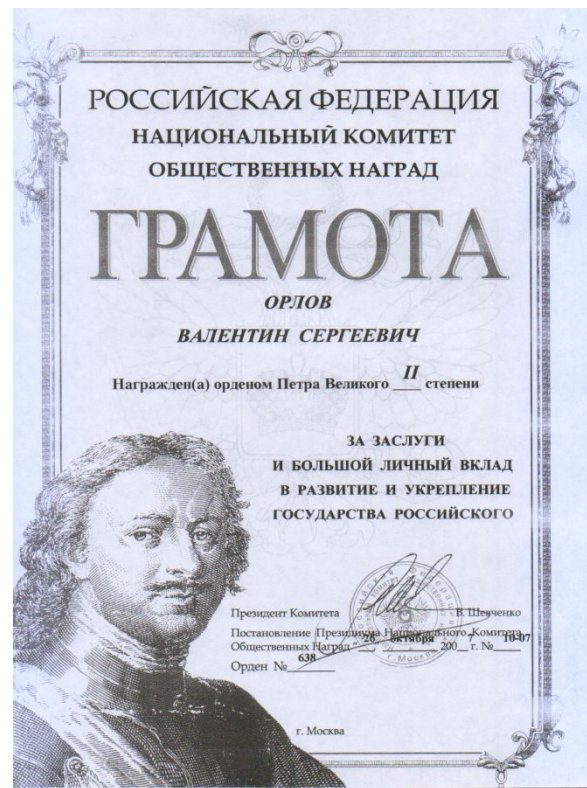 РОССИЙСКАЯ ФЕДЕРАЦИЯ
НАЦИОНАЛЬНЫЙ КОМИТЕТ
ОБЩЕСТВЕННЫХ НАГРАД
ГРАМОТА
ОРЛОВ
ВАЛЕНТИН СЕРГЕЕВИЧ
Награжден(а) орденом Петра Великого II степени
ЗА ЗАСЛУГИ
И БОЛЬШОЙ ЛИЧНЫЙ ВКЛАД
В РАЗВИТИЕ И УКРЕПЛЕНИЕ
ГОСУДАРСТВА РОССИЙСКОГО
Президент Комитета В. Шевченко
Постановление Президиума Национального Комитета
Общественных Наград " 26 октября 200__ г. № 10-07
Орден № 638
г. Москва